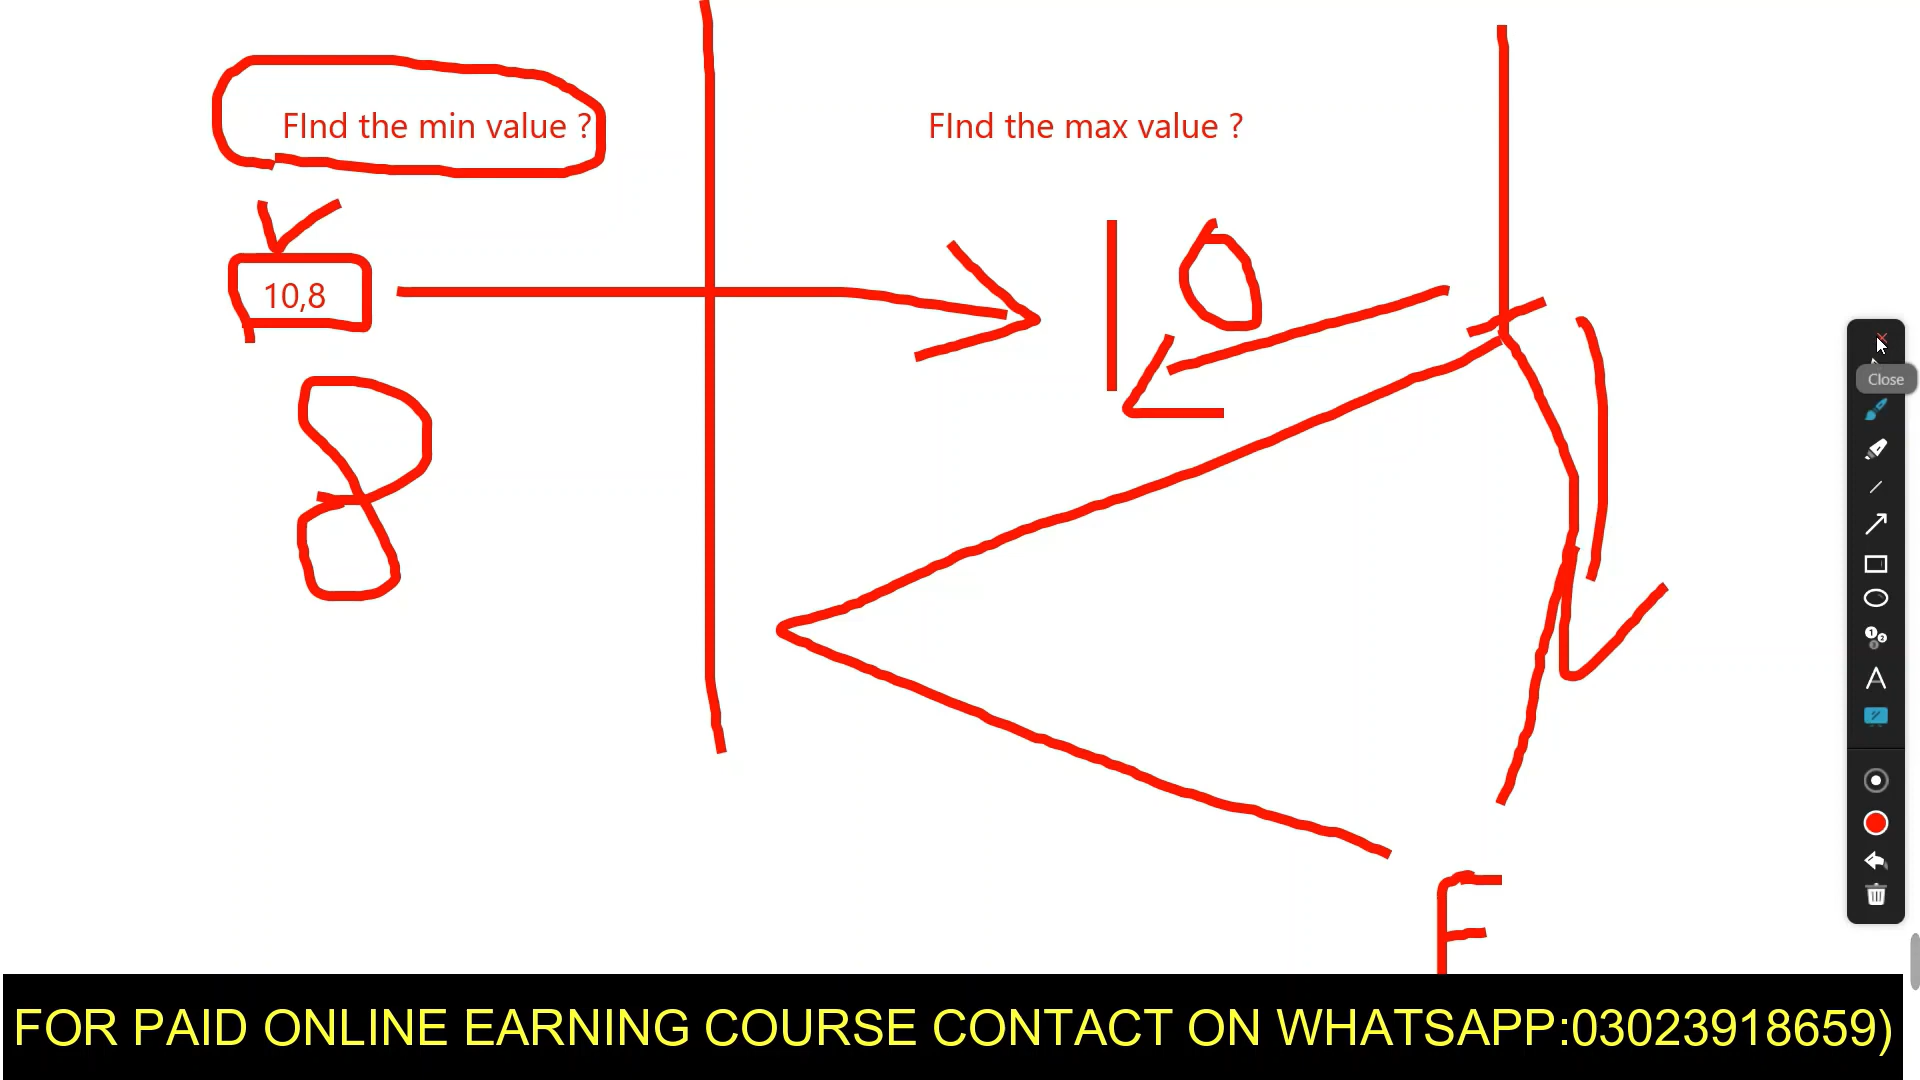 FInd the min value ?
FInd the max value ?
10
10,8
8
Close
F
FOR PAID ONLINE EARNING COURSE CONTACT ON WHATSAPP:03023918659)